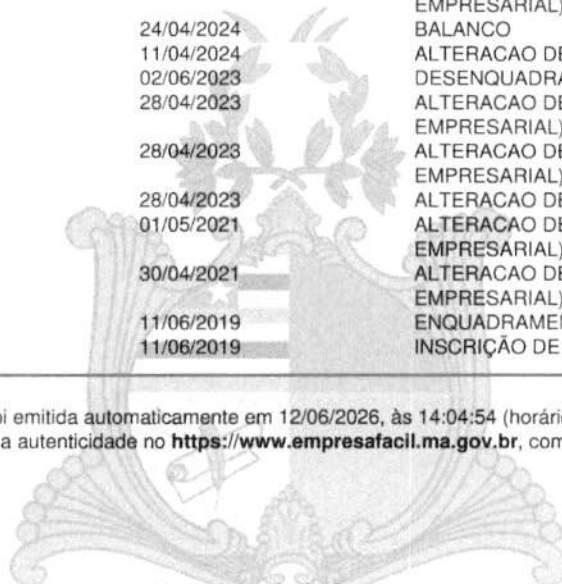 EMPRESARIAL)
24/04/2024 BALANCO
11/04/2024 ALTERACAO DE
02/06/2023 DESENQUADRA
28/04/2023 ALTERACAO DE
EMPRESARIAL)
28/04/2023 ALTERACAO DE
EMPRESARIAL)
28/04/2023 ALTERACAO DE
01/05/2021 ALTERACAO DE
EMPRESARIAL)
30/04/2021 ALTERACAO DE
EMPRESARIAL)
11/06/2019 ENQUADRAMEN
11/06/2019 INSCRIÇÃO DE
oi emitida automaticamente em 12/06/2026, às 14:04:54 (horário
a autenticidade no https://www.empresafacil.ma.gov.br, com